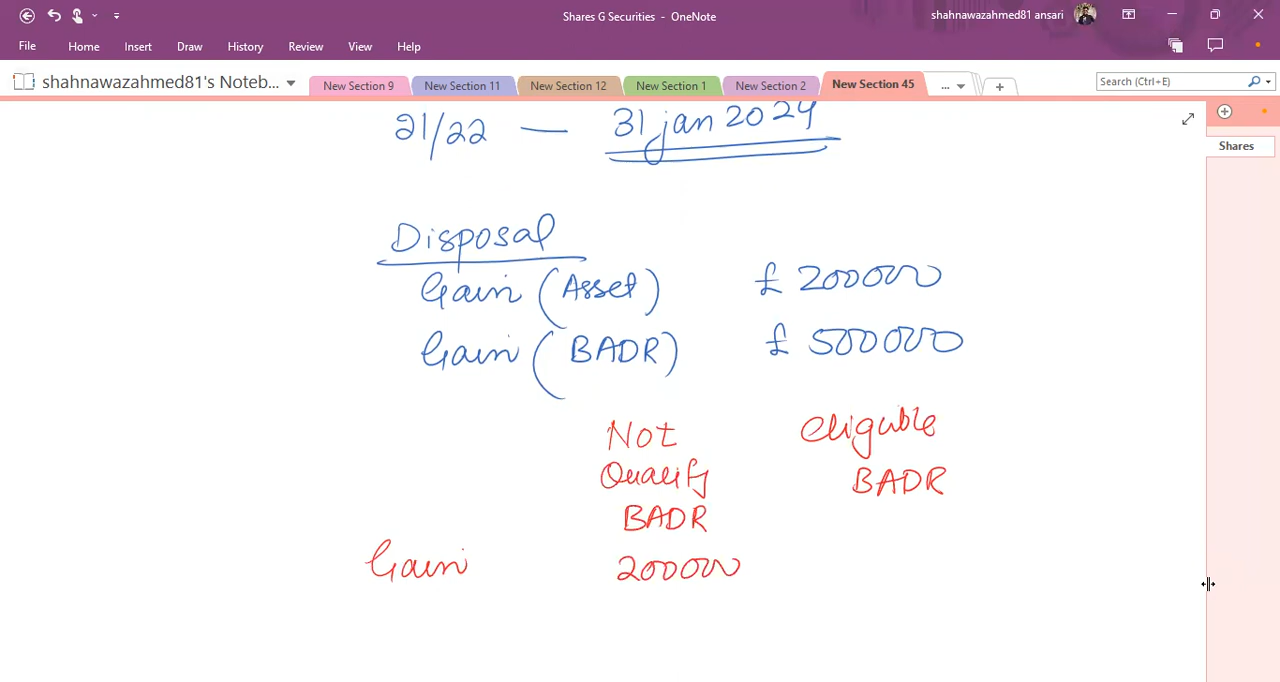 Shares G Securities - OneNote
shahnawazahmed81 ansari
File Home Insert Draw History Review View Help
shahnawazahmed81's Noteb... New Section 9 New Section 11 New Section 12 New Section 1 New Section 2 New Section 45 ... + Search (Ctrl+E)
Shares
21/22 — 31 jan 2024
Disposal
Gain (Asset) £ 200000
Gain (BADR) £ 500000
Not eligible
Qualify BADR
BADR
Gain 200000